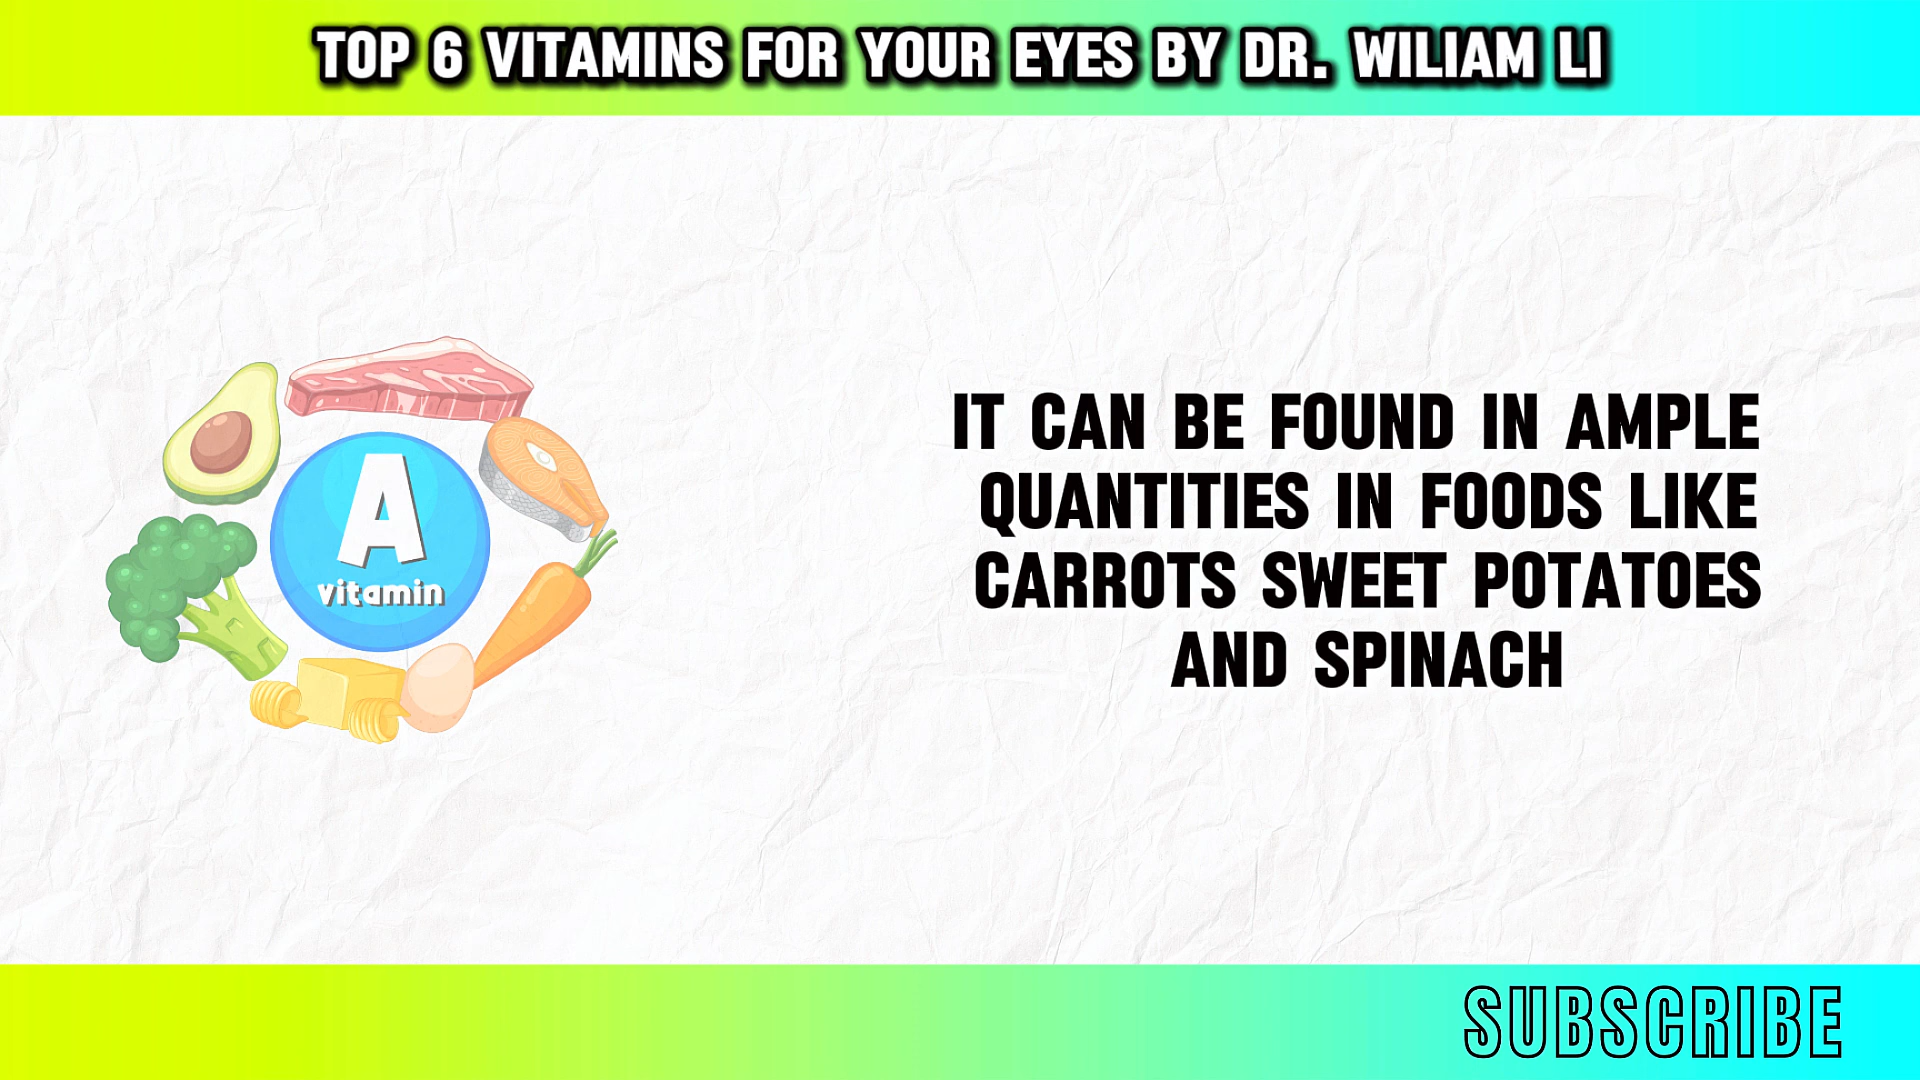 TOP 6 VITAMINS FOR YOUR EYES BY DR. WILIAM LI
A
vitamin
IT CAN BE FOUND IN AMPLE
QUANTITIES IN FOODS LIKE
CARROTS SWEET POTATOES
AND SPINACH
SUBSCRIBE